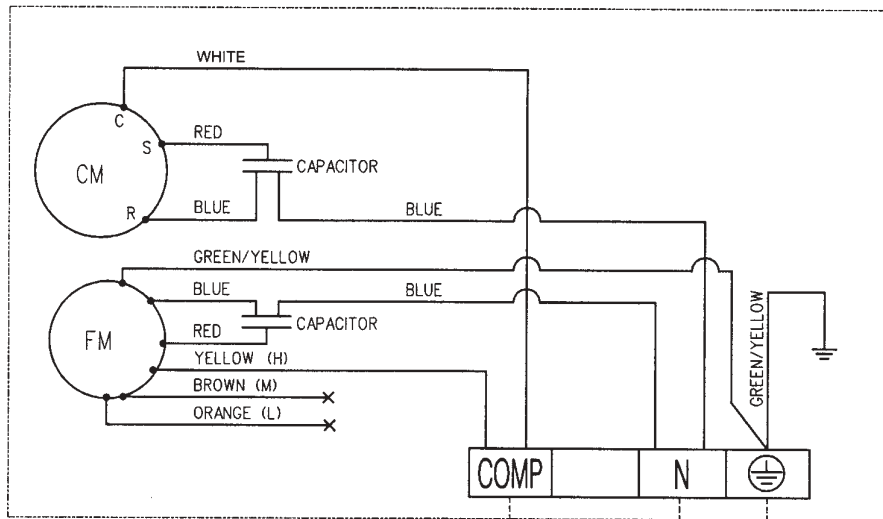 WHITE
C
RED
S
CM
CAPACITOR
R
BLUE
BLUE
GREEN/YELLOW
BLUE
BLUE
FM
RED
CAPACITOR
YELLOW (H)
BROWN (M)
ORANGE (L)
GREEN/YELLOW
COMP
N